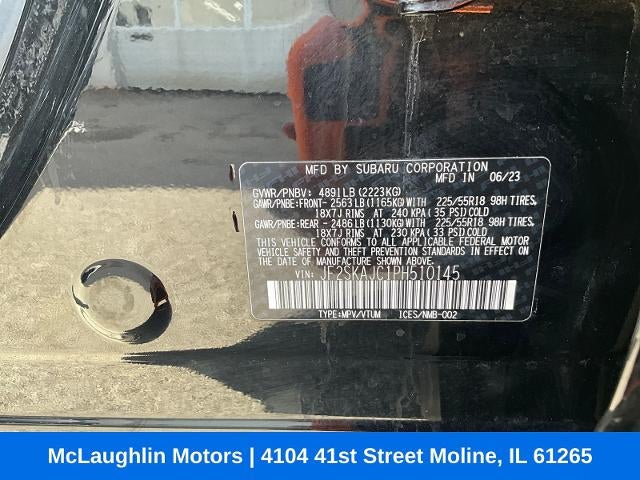 MFD BY SUBARU CORPORATION
MFD IN 06/23
GVWR/PNBV: 4891LB(2223KG)
GAWR/PNBE:FRONT- 2563LB(1165KG)WITH 225/55R18 98H TIRES,
18X7J RIMS AT 240 KPA( 35 PSI)COLD
GAWR/PNBE:REAR - 2486LB(1130KG)WITH 225/55R18 98H TIRES,
18X7J RIMS AT 230 KPA( 33 PSI)COLD
THIS VEHICLE CONFORMS TO ALL APPLICABLE FEDERAL MOTOR
VEHICLE SAFETY AND THEFT PREVENTION STANDARDS IN EFFECT ON
THE DATE OF MANUFACTURE SHOWN ABOVE.
VIN: JF2SKAJC1PH510145
TYPE:MPV/VTUM ICES/NMB-002
McLaughlin Motors | 4104 41st Street Moline, IL 61265